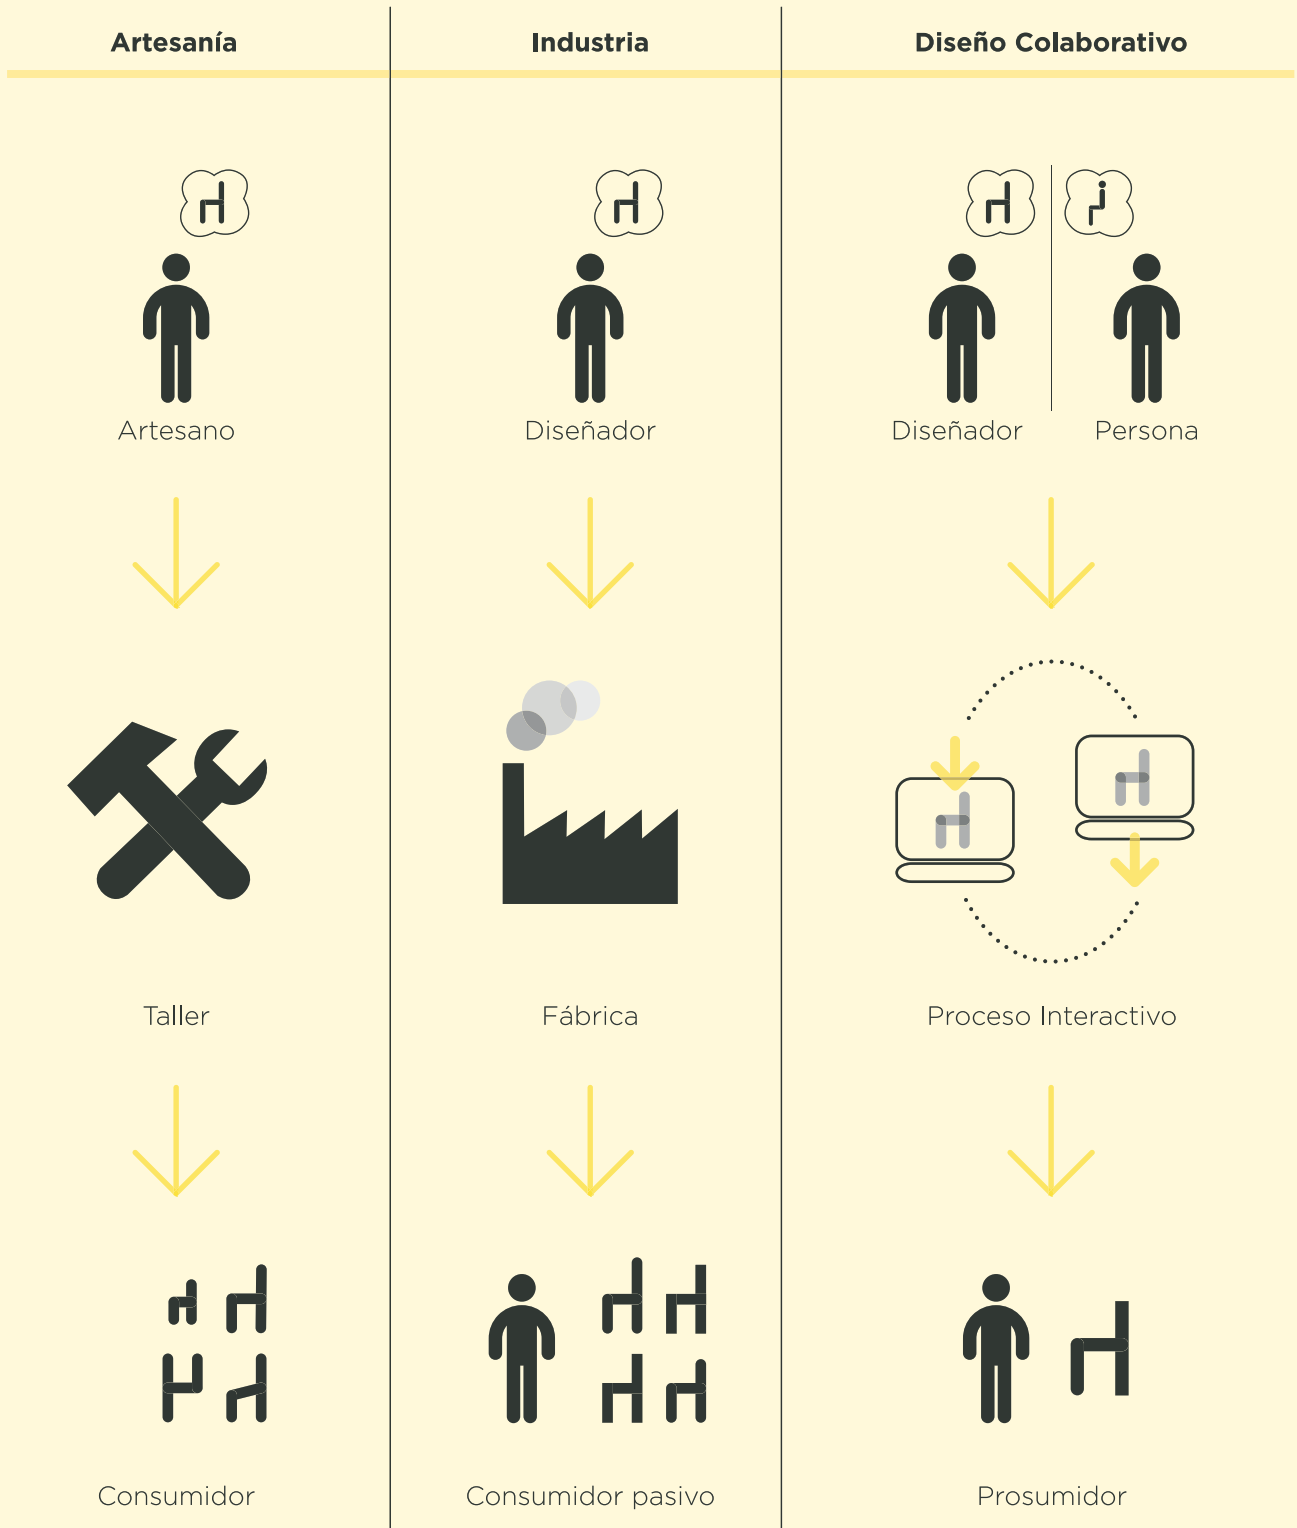 Artesanía
Industria
Diseño Colaborativo
Artesano
Diseñador
Diseñador
Persona
Taller
Fábrica
Proceso Interactivo
Consumidor
Consumidor pasivo
Prosumidor